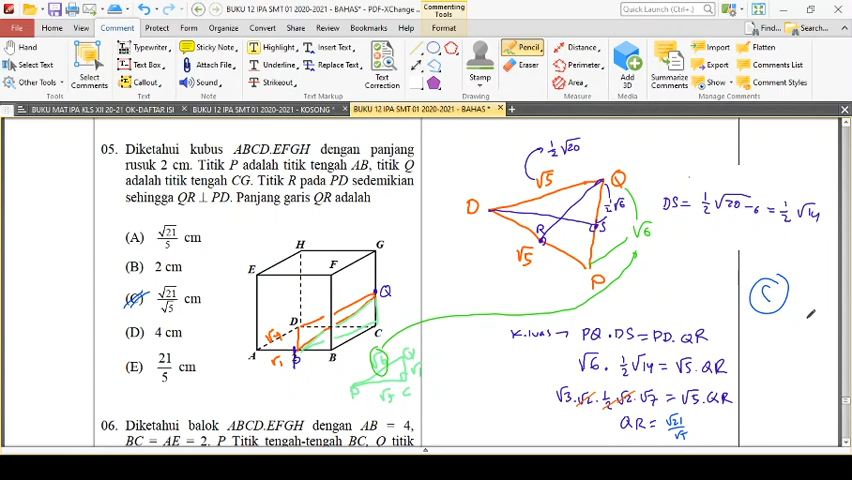 BUKU 12 IPA SMT 01 2020-2021 - BAHAS* - PDF-XChange
Commenting Tools
Quick Launch (Ctrl+.)
File Home View Comment Protect Form Organize Convert Share Review Bookmarks Help Format Arrange
Find...
Search...
Hand
Select Text
Other Tools
Select Comments
Typewriter
Text Box
Callout
Sticky Note
Attach File
Sound
Highlight
Underline
Strikeout
Insert Text
Replace Text
Text Correction
Stamp
Pencil
Eraser
Drawing
Distance
Perimeter
Area
Measure
Add 3D
Summarize Comments
Import
Export
Show
Flatten
Comments List
Comment Styles
Manage Comments
BUKU MAT IPA KLS XII 20-21 OK-DAFTAR ISI
BUKU 12 IPA SMT 01 2020-2021 - KOSONG *
BUKU 12 IPA SMT 01 2020-2021 - BAHAS *
05. Diketahui kubus ABCD.EFGH dengan panjang
rusuk 2 cm. Titik P adalah titik tengah AB, titik Q
adalah titik tengah CG. Titik R pada PD sedemikian
sehingga QR ⊥ PD. Panjang garis QR adalah
(A) √21/5 cm
(B) 2 cm
(C) √21/√5 cm
(D) 4 cm
(E) 21/5 cm
H
G
E
F
Q
D
C
A
P
B
√5
√6
Q
P
√5
C
½√20
√5
Q
D
½√6
R
S
√6
√5
P
DS = ½√20-6 = ½√14
C
K.luas → PQ . DS = PD . QR
√6 . ½√14 = √5 . QR
√3.√2.½√2.√7 = √5 . QR
QR = √21/√5
06. Diketahui balok ABCD.EFGH dengan AB = 4,
BC = AE = 2. P Titik tengah-tengah BC, Q titik